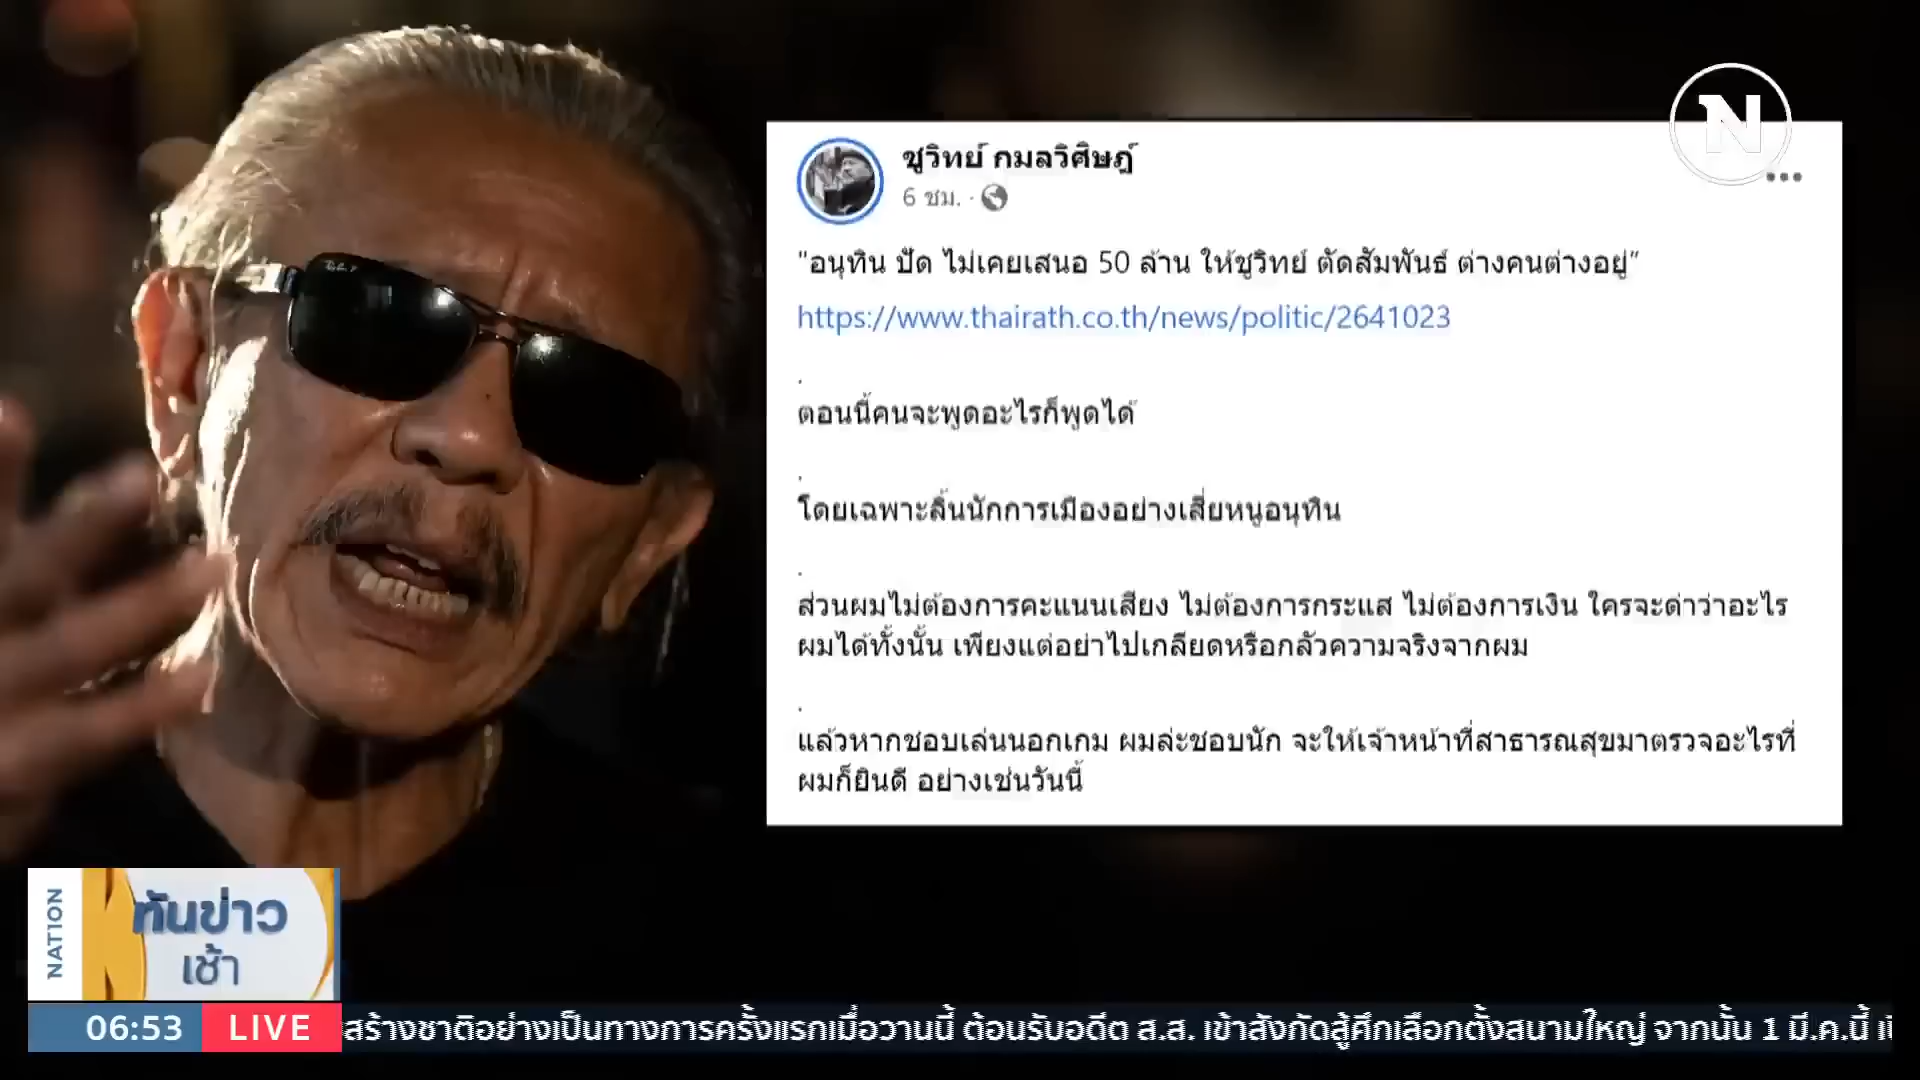 N
ชูวิทย์ กมลวิศิษฎ์
6 ชม. ·
"อนุทิน ปัด ไม่เคยเสนอ 50 ล้าน ให้ชูวิทย์ ตัดสัมพันธ์ ต่างคนต่างอยู่"
https://www.thairath.co.th/news/politic/2641023
.
ตอนนี้คนจะพูดอะไรก็พูดได้
.
โดยเฉพาะลิ้นนักการเมืองอย่างเสี่ยหนูอนุทิน
.
ส่วนผมไม่ต้องการคะแนนเสียง ไม่ต้องการกระแส ไม่ต้องการเงิน ใครจะด่าว่าอะไร
ผมได้ทั้งนั้น เพียงแต่อย่าไปเกลียดหรือกลัวความจริงจากผม
.
แล้วหากชอบเล่นนอกเกม ผมล่ะชอบนัก จะให้เจ้าหน้าที่สาธารณสุขมาตรวจอะไรที่
ผมก็ยินดี อย่างเช่นวันนี้
NATION
ทันข่าว
เช้า
06:53 LIVE
สร้างชาติอย่างเป็นทางการครั้งแรกเมื่อวานนี้ ต้อนรับอดีต ส.ส. เข้าสังกัดสู้ศึกเลือกตั้งสนามใหญ่ จากนั้น 1 มี.ค.นี้